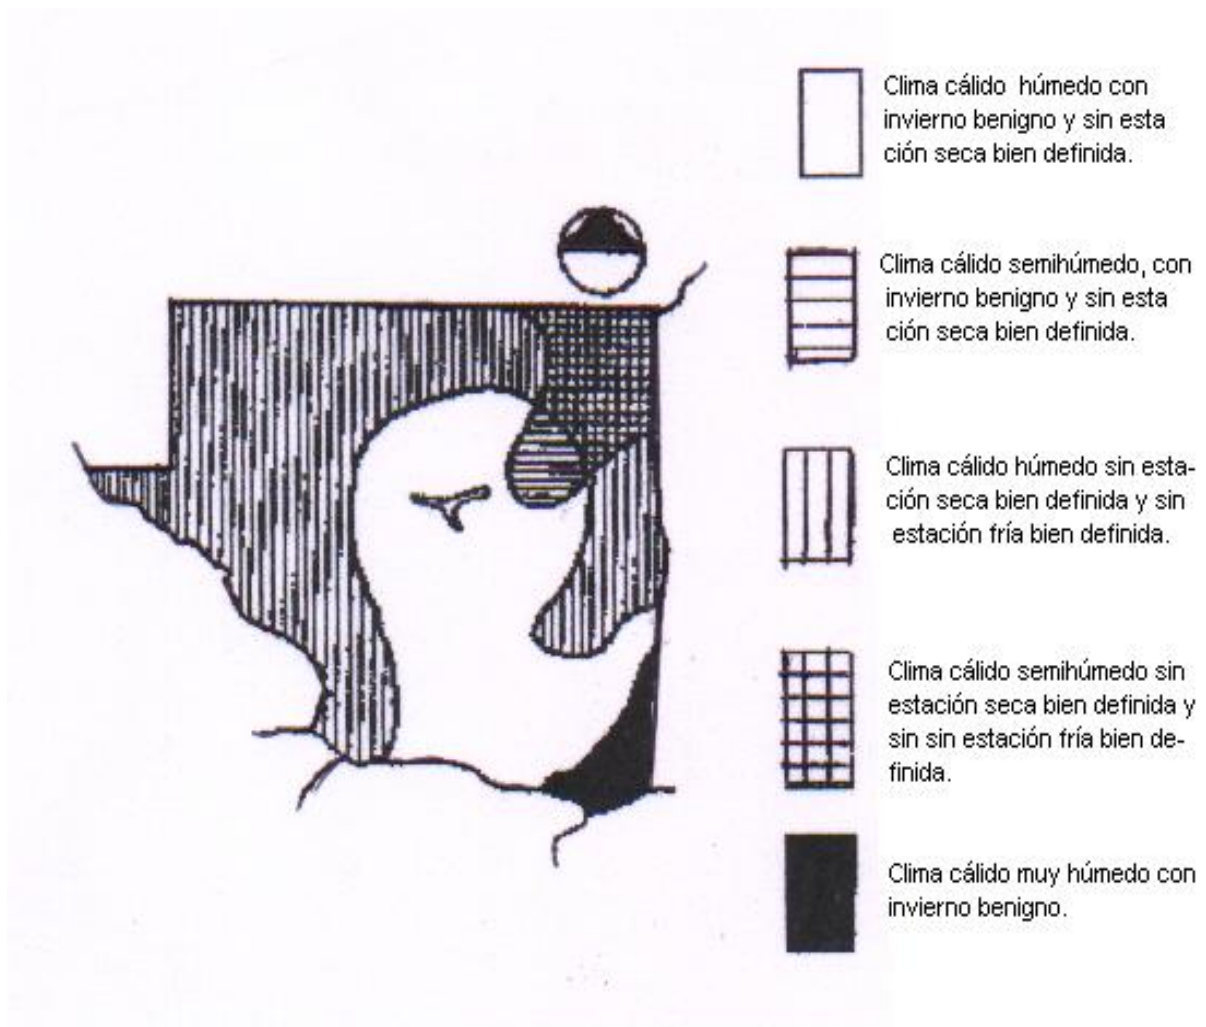 Clima cálido húmedo con
invierno benigno y sin esta
ción seca bien definida.
Clima cálido semihúmedo, con
invierno benigno y sin esta
ción seca bien definida.
Clima cálido húmedo sin esta-
ción seca bien definida y sin
estación fría bien definida.
Clima cálido semihúmedo sin
estación seca bien definida y
sin sin estación fría bien de-
finida.
Clima cálido muy húmedo con
invierno benigno.